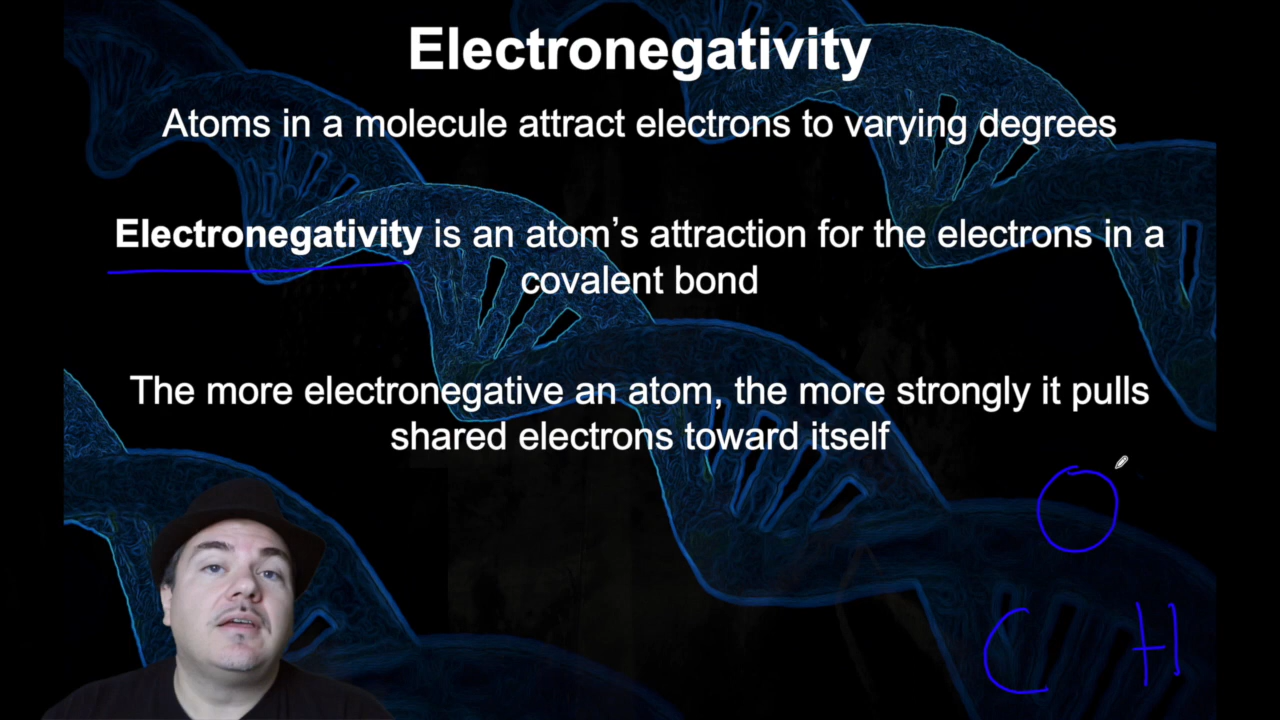 Electronegativity
Atoms in a molecule attract electrons to varying degrees
Electronegativity is an atom’s attraction for the electrons in a
covalent bond
The more electronegative an atom, the more strongly it pulls
shared electrons toward itself
O
C H